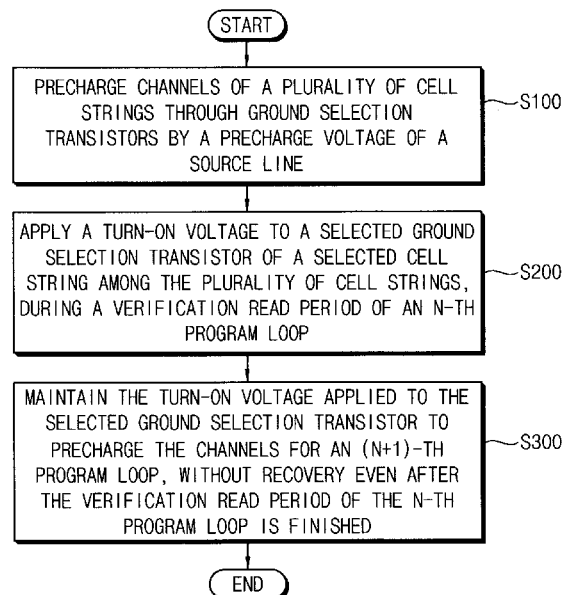 START
PRECHARGE CHANNELS OF A PLURALITY OF CELL
STRINGS THROUGH GROUND SELECTION
TRANSISTORS BY A PRECHARGE VOLTAGE OF A
SOURCE LINE
S100
APPLY A TURN-ON VOLTAGE TO A SELECTED GROUND
SELECTION TRANSISTOR OF A SELECTED CELL
STRING AMONG THE PLURALITY OF CELL STRINGS,
DURING A VERIFICATION READ PERIOD OF AN N-TH
PROGRAM LOOP
S200
MAINTAIN THE TURN-ON VOLTAGE APPLIED TO THE
SELECTED GROUND SELECTION TRANSISTOR TO
PRECHARGE THE CHANNELS FOR AN (N+1)-TH
PROGRAM LOOP, WITHOUT RECOVERY EVEN AFTER
THE VERIFICATION READ PERIOD OF THE N-TH
PROGRAM LOOP IS FINISHED
S300
END